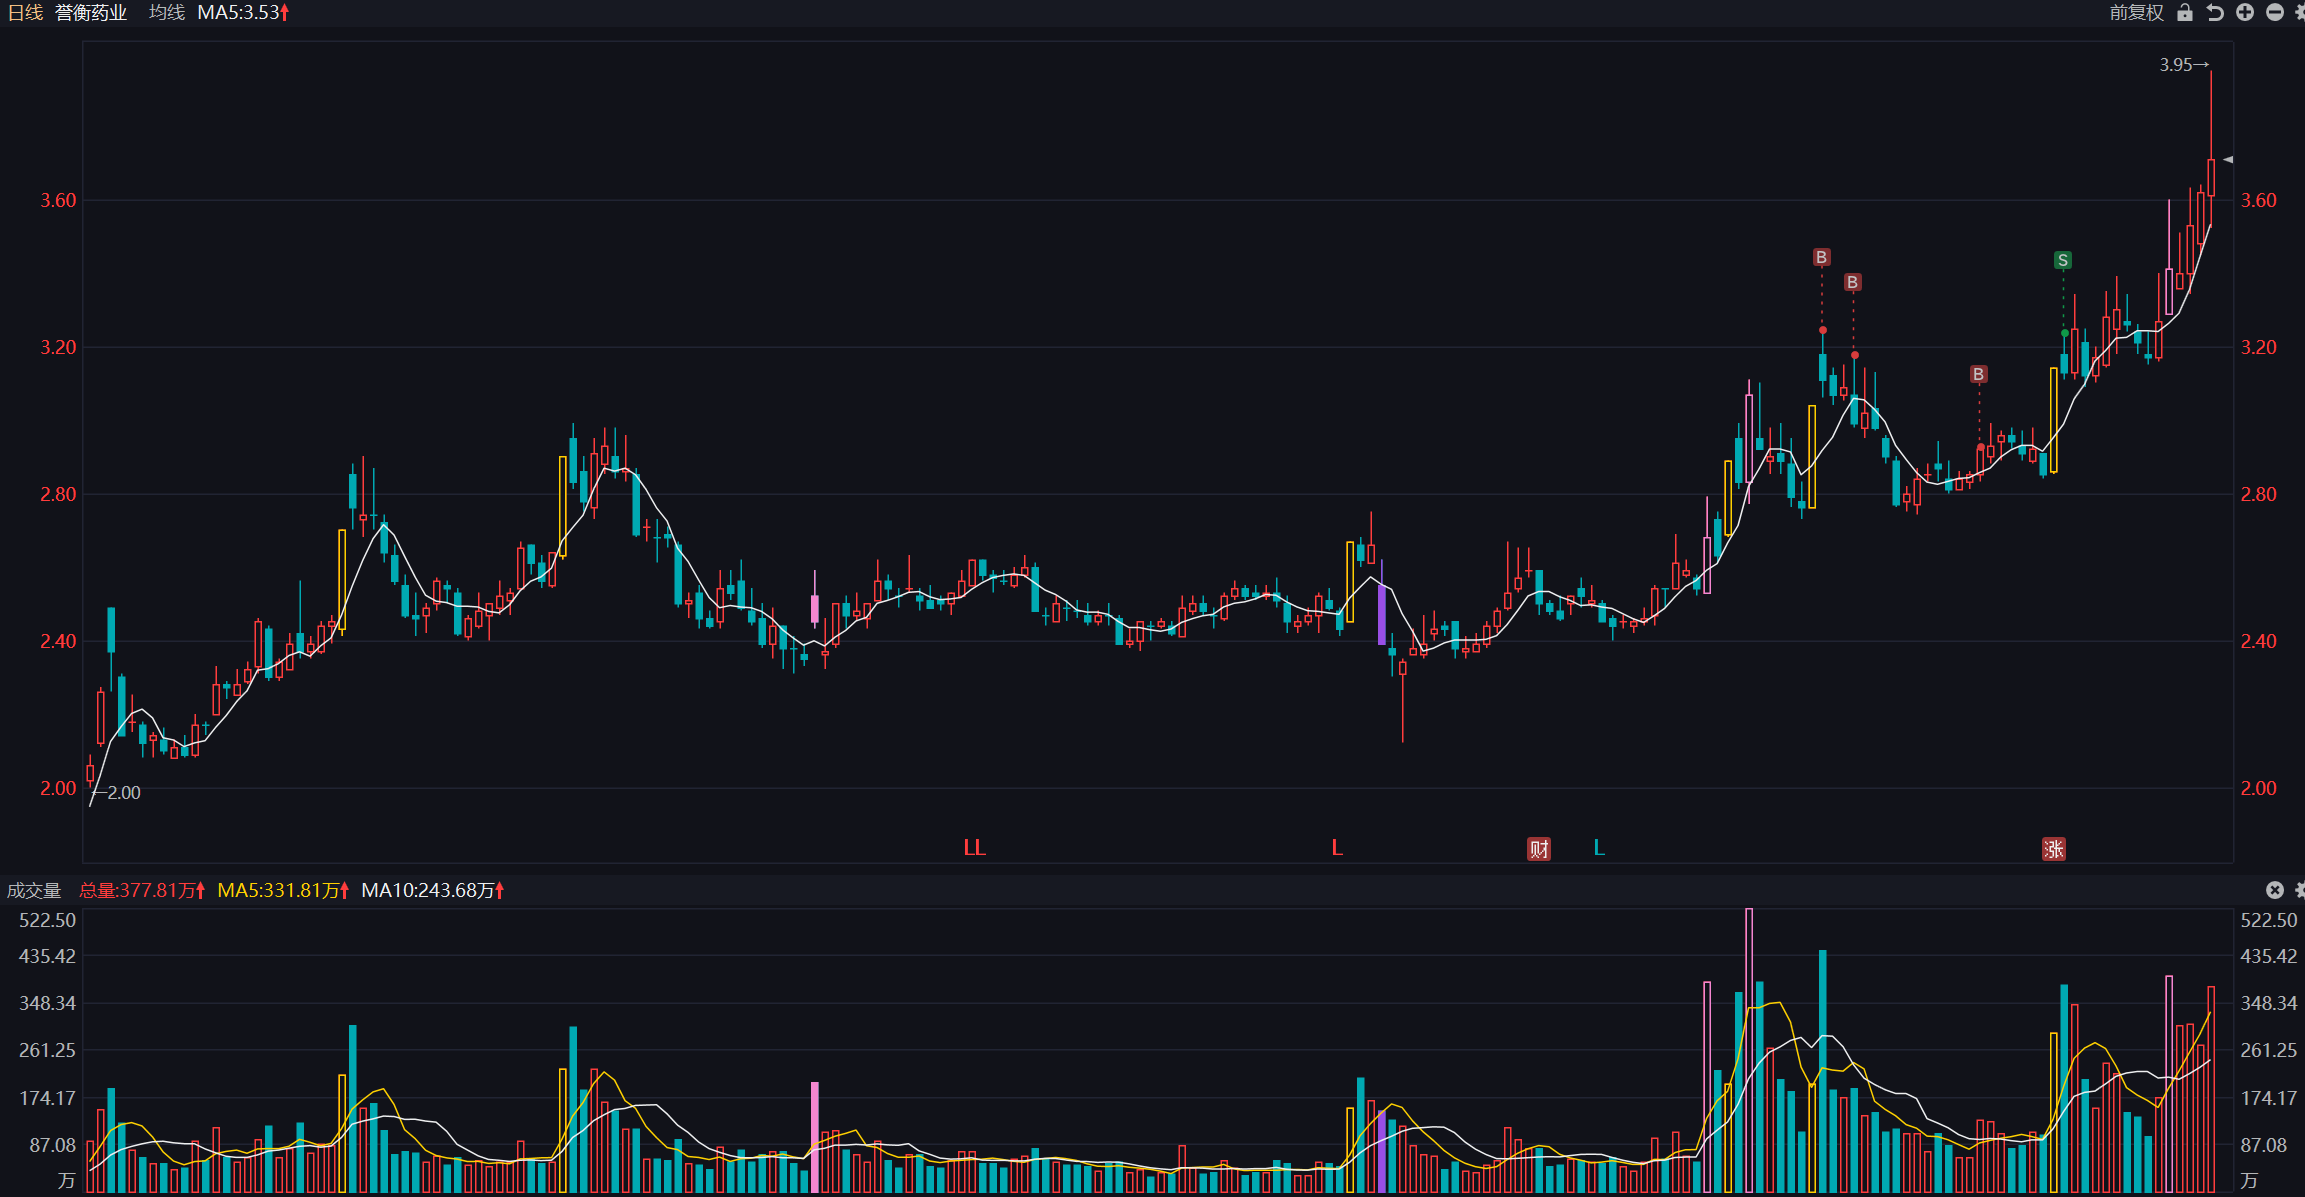 日线 誉衡药业 均线 MA5:3.53
前复权
3.95→
3.60 3.60
B
S
B
3.20 3.20
B
2.80 2.80
2.40 2.40
2.00 ←2.00 2.00
LL L 财 L 涨
成交量 总量:377.81万 MA5:331.81万 MA10:243.68万
522.50 522.50
435.42 435.42
348.34 348.34
261.25 261.25
174.17 174.17
87.08 87.08
万 万